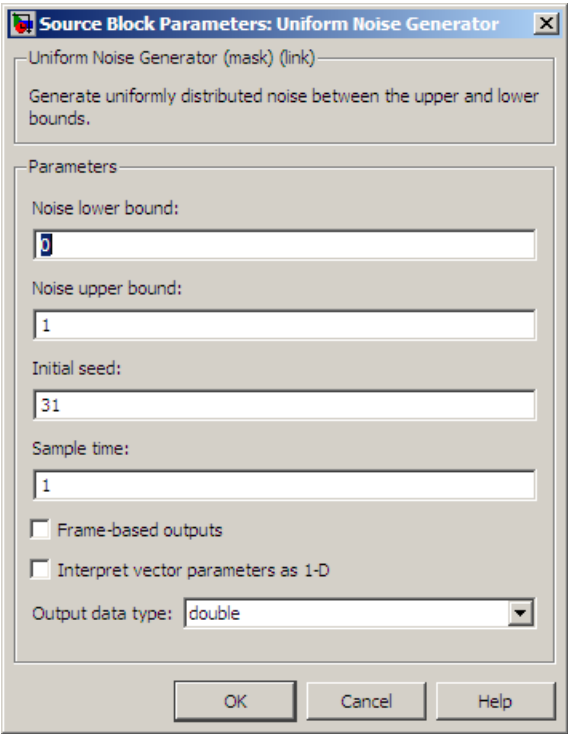 Source Block Parameters: Uniform Noise Generator
Uniform Noise Generator (mask) (link)
Generate uniformly distributed noise between the upper and lower
bounds.
Parameters
Noise lower bound:
0
Noise upper bound:
1
Initial seed:
31
Sample time:
1
Frame-based outputs
Interpret vector parameters as 1-D
Output data type: double
OK Cancel Help